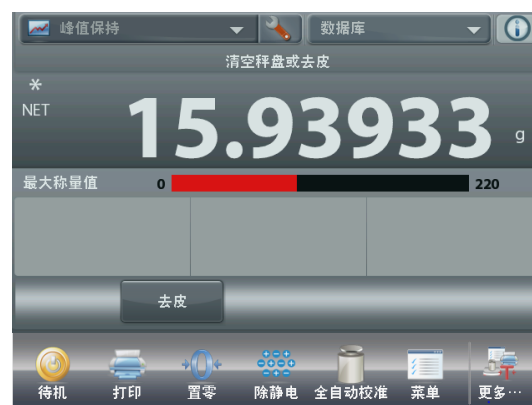 峰值保持
数据库
清空秤盘或去皮
*
NET
15.93933 g
最大称量值 0 220
去皮
待机 打印 置零 除静电 全自动校准 菜单 更多…